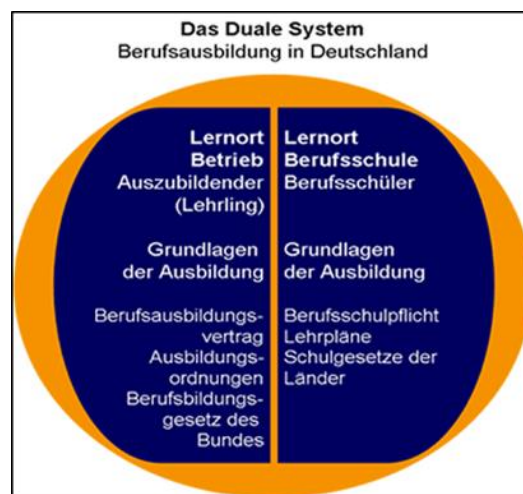 Das Duale System
Berufsausbildung in Deutschland
Lernort
Betrieb
Auszubildender
(Lehrling)
Grundlagen
der Ausbildung
Berufsausbildungs-
vertrag
Ausbildungs-
ordnungen
Berufsbildungs-
gesetz des
Bundes
Lernort
Berufsschule
Berufsschüler
Grundlagen
der Ausbildung
Berufsschulpflicht
Lehrpläne
Schulgesetze der
Länder